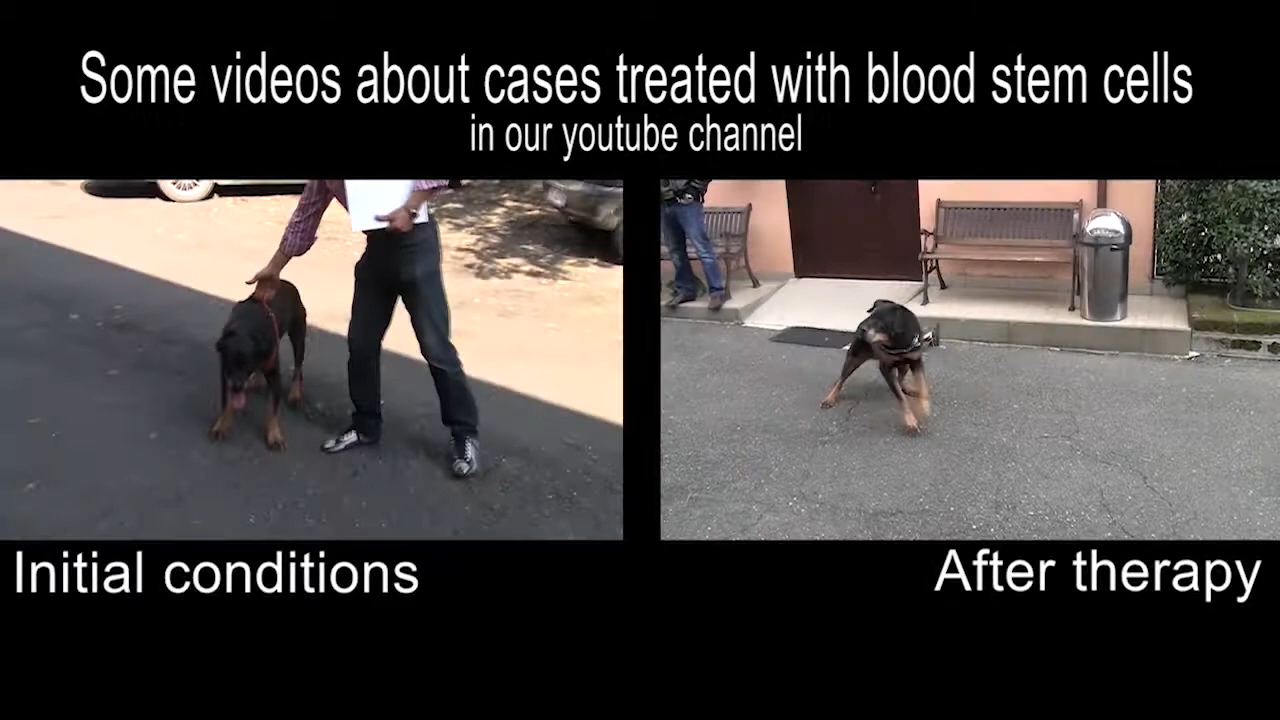 Some videos about cases treated with blood stem cells
in our youtube channel
Initial conditions
After therapy